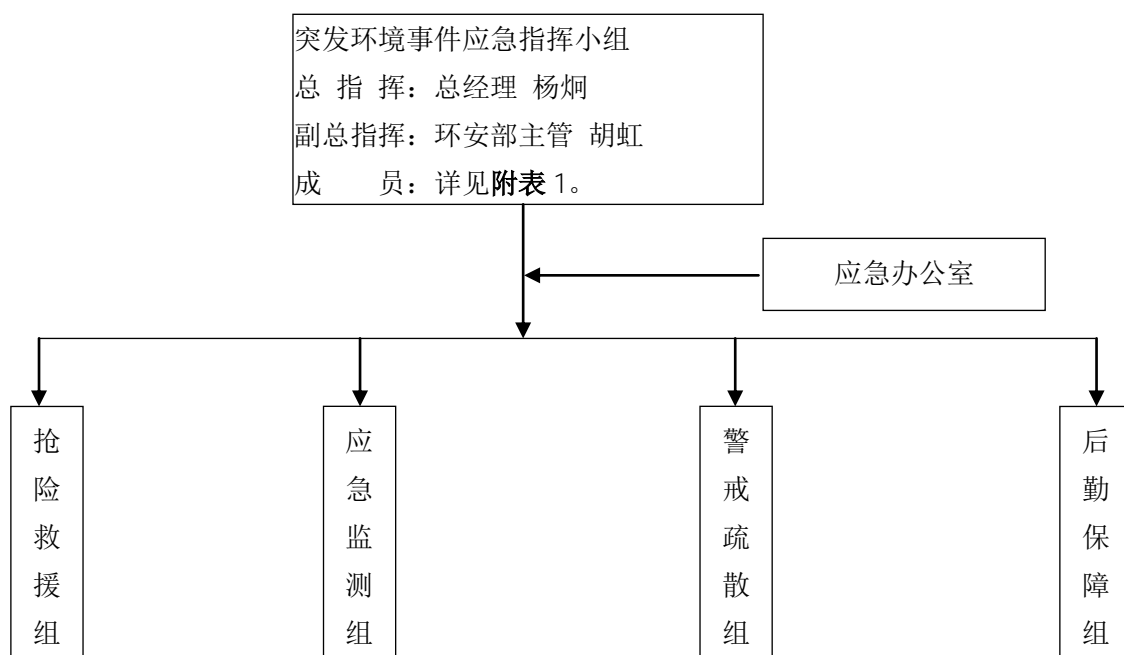 突发环境事件应急指挥小组
总 指 挥：总经理 杨炯
副总指挥：环安部主管 胡虹
成 员：详见附表 1。
应急办公室
抢险救援组
应急监测组
警戒疏散组
后勤保障组